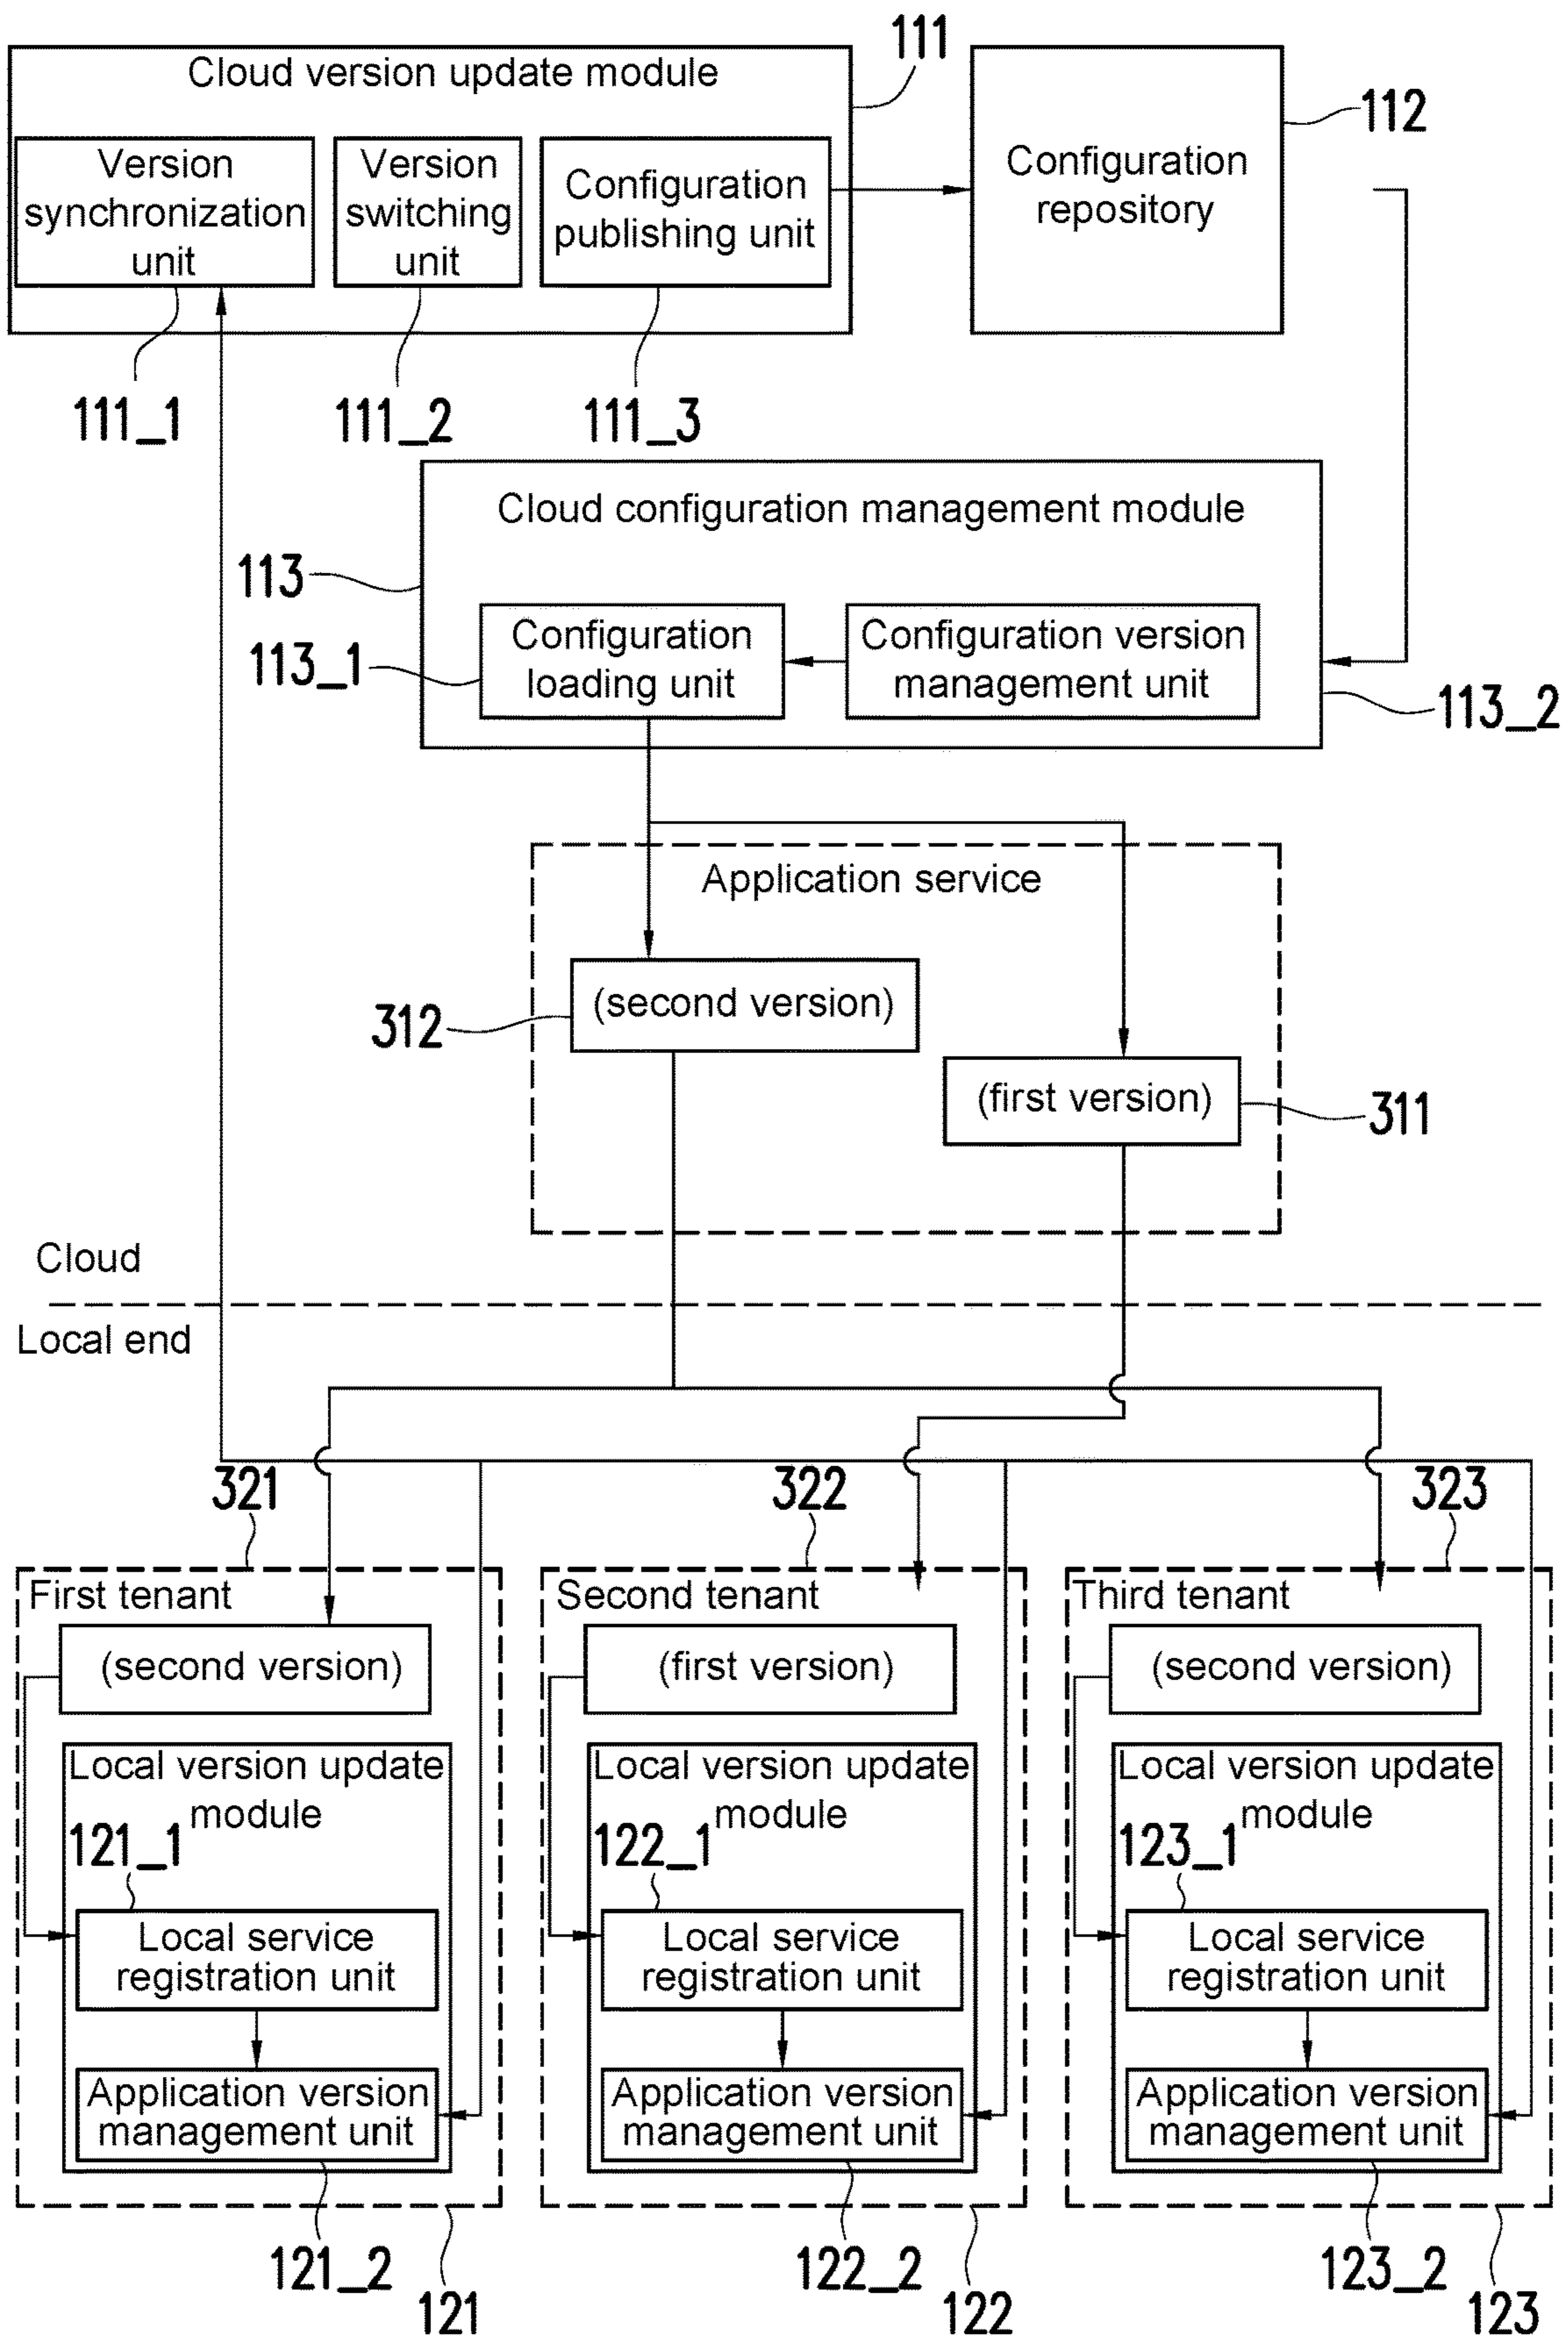 111
Cloud version update module
112
Version
synchronization
unit
Version
switching
unit
Configuration
publishing unit
Configuration
repository
111_1
111_2
111_3
Cloud configuration management module
113
Configuration
loading unit
Configuration version
management unit
113_1
113_2
Application service
(second version)
312
(first version)
311
Cloud
Local end
321
322
323
First tenant
(second version)
Local version update
module
121_1
Local service
registration unit
Application version
management unit
121_2
121
Second tenant
(first version)
Local version update
module
122_1
Local service
registration unit
Application version
management unit
122_2
122
Third tenant
(second version)
Local version update
module
123_1
Local service
registration unit
Application version
management unit
123_2
123